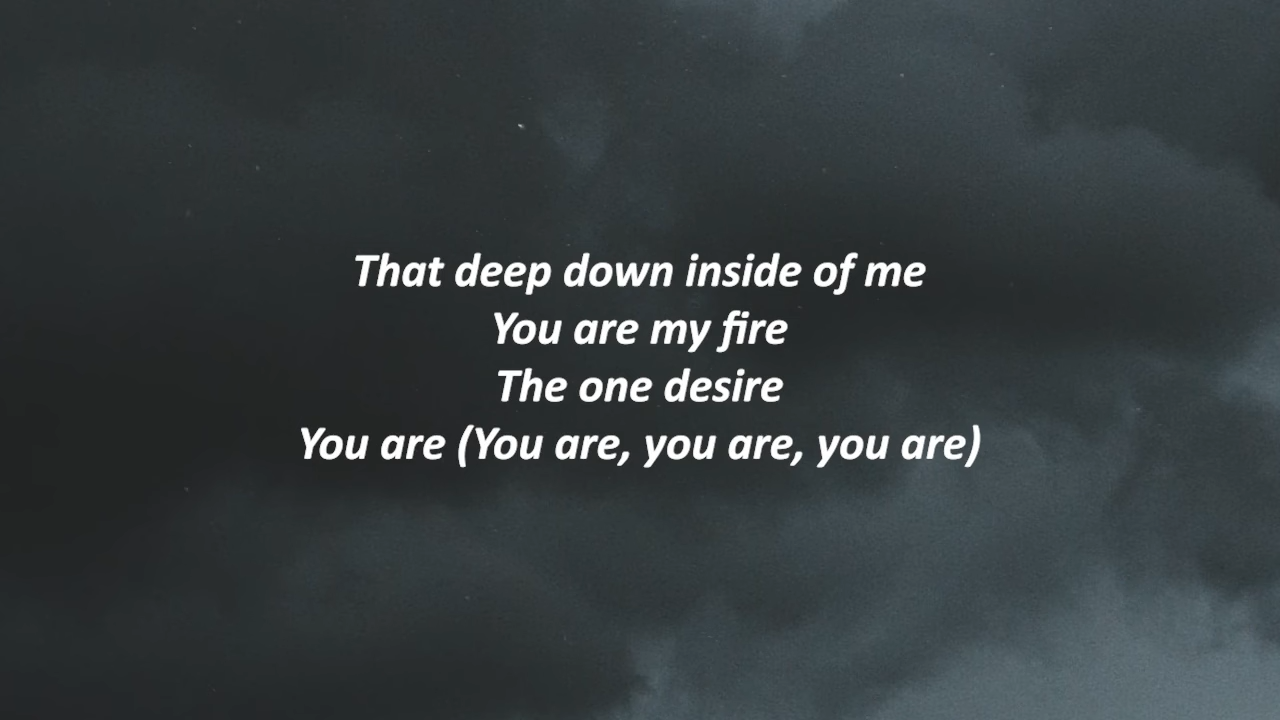 That deep down inside of me
You are my fire
The one desire
You are (You are, you are, you are)